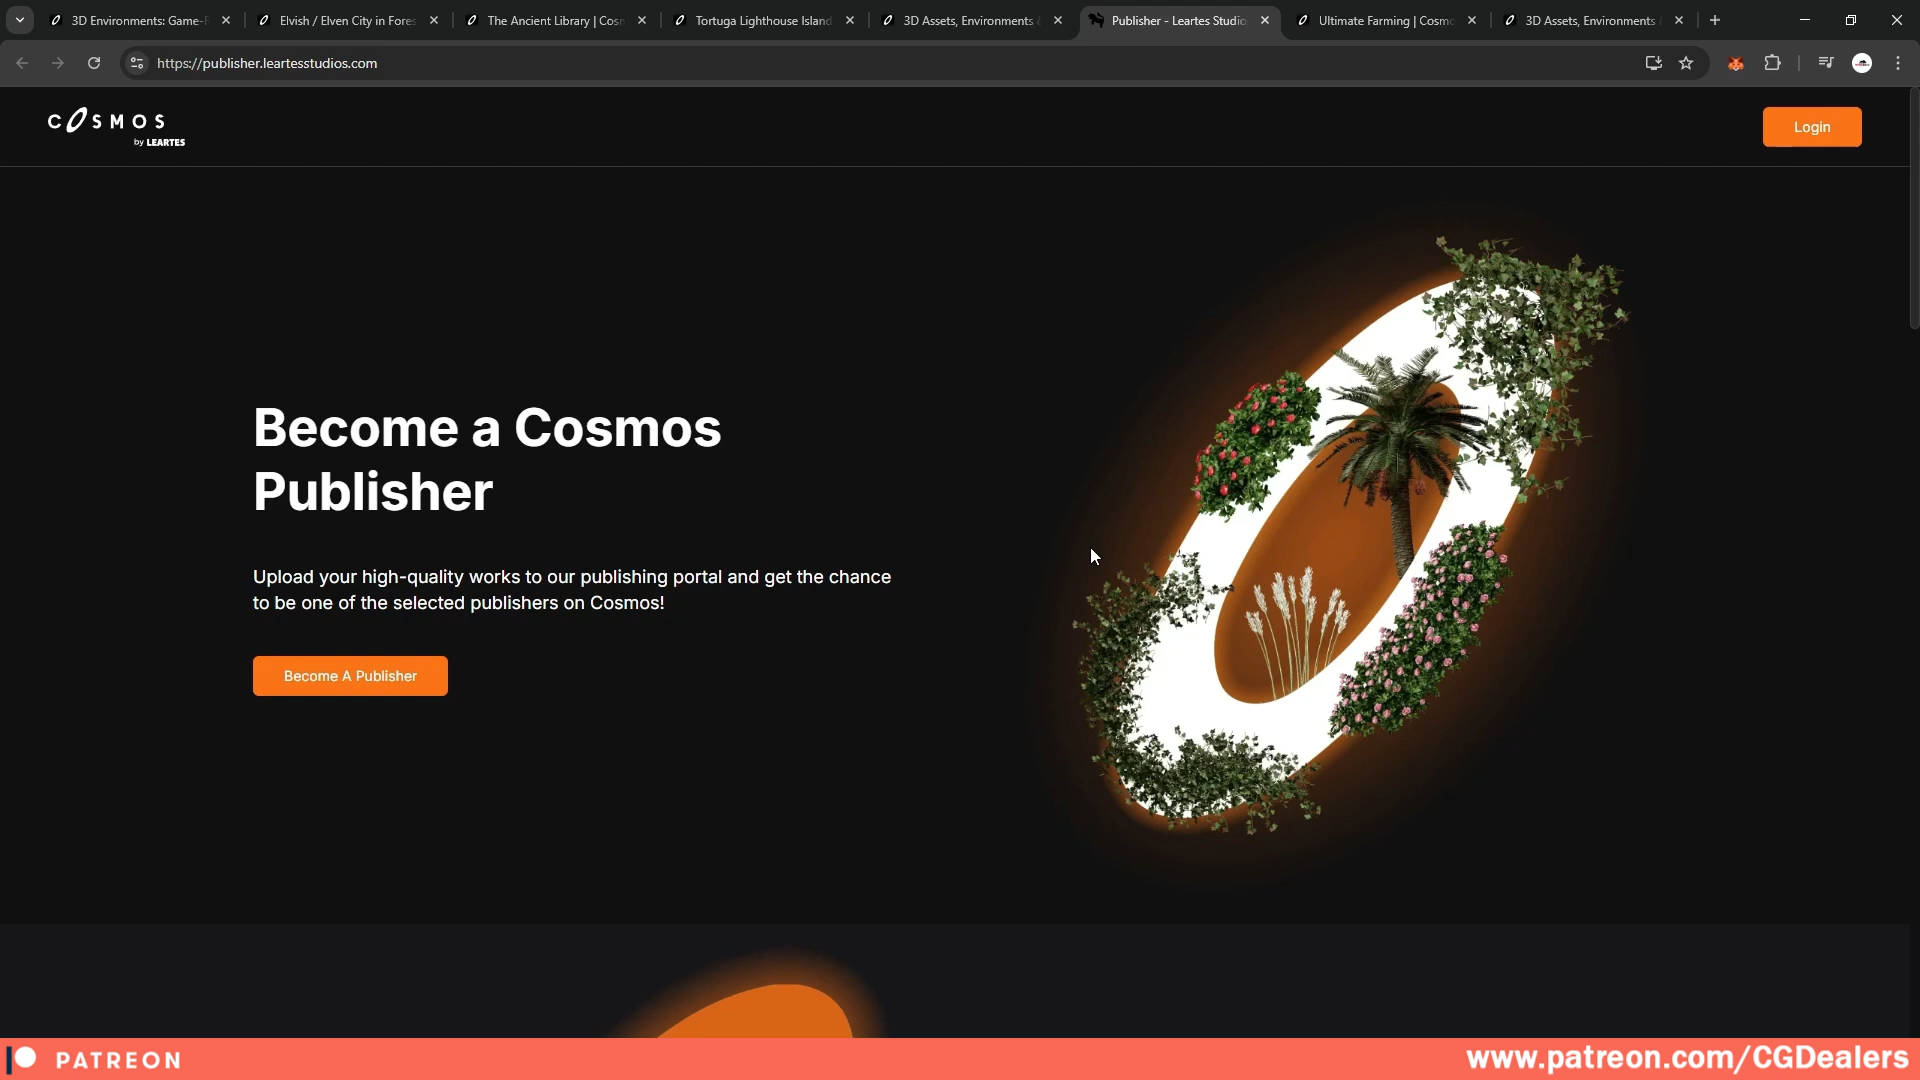 3D Environments: Game-R
Elvish / Elven City in Fores
The Ancient Library | Cosm
Tortuga Lighthouse Island
3D Assets, Environments &
Publisher - Leartes Studio
Ultimate Farming | Cosmo
3D Assets, Environments &
https://publisher.leartesstudios.com
COSMOS
by LEARTES
Login
Become a Cosmos
Publisher
Upload your high-quality works to our publishing portal and get the chance
to be one of the selected publishers on Cosmos!
Become A Publisher
PATREON
www.patreon.com/CGDealers